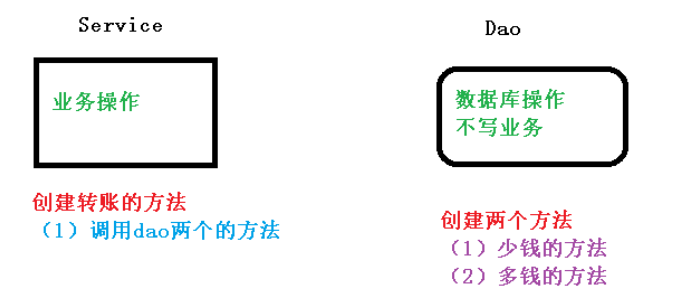 Service
业务操作
创建转账的方法
（1）调用dao两个的方法
Dao
数据库操作
不写业务
创建两个方法
（1）少钱的方法
（2）多钱的方法